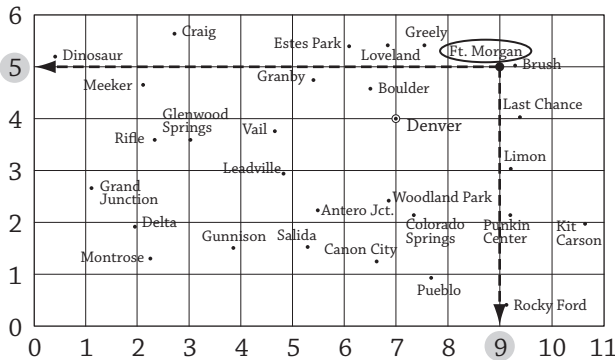 6
Craig
Greely
Estes Park
Loveland
Ft. Morgan
Dinosaur
5
Brush
Meeker
Granby
Boulder
Glenwood
Springs
Last Chance
4
Denver
Rifle
Vail
Limon
3
Leadville
Grand
Junction
Woodland Park
Antero Jct.
2
Delta
Colorado
Springs
Punkin
Center
Kit
Carson
Gunnison
Salida
Canon City
Montrose
1
Pueblo
Rocky Ford
0
0 1 2 3 4 5 6 7 8 9 10 11